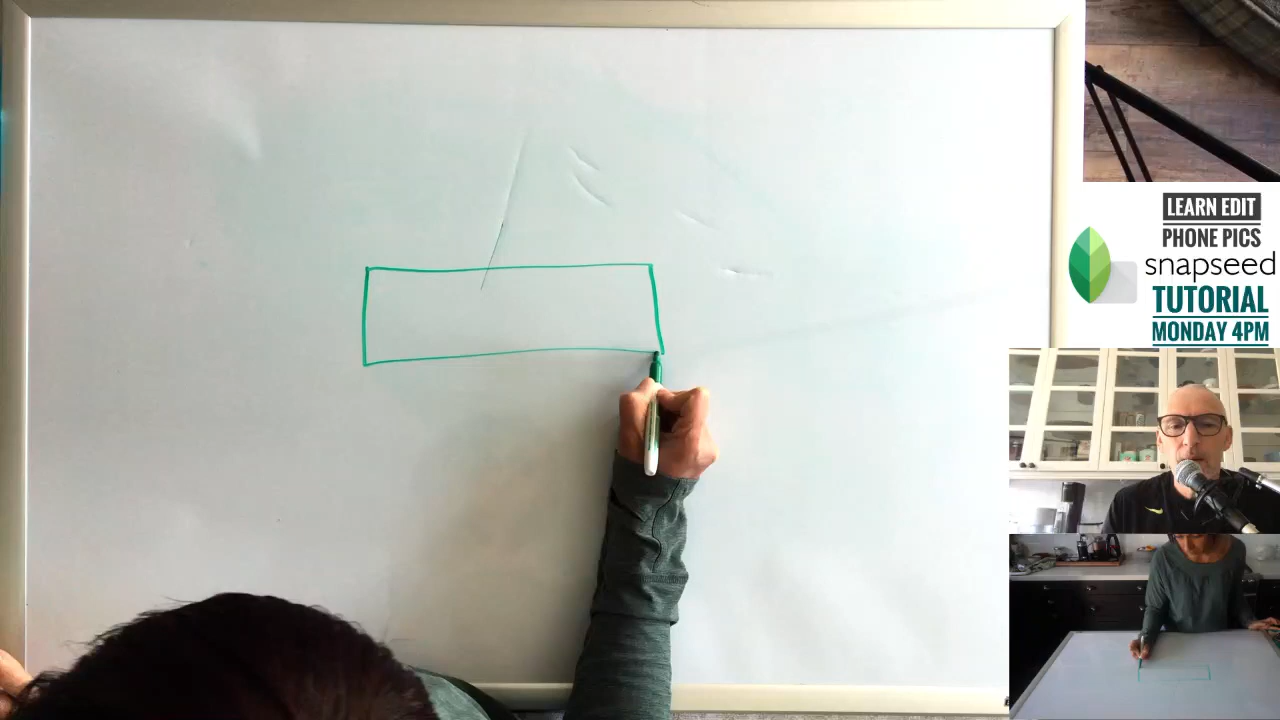 LEARN EDIT
PHONE PICS
snapseed
TUTORIAL
MONDAY 4PM